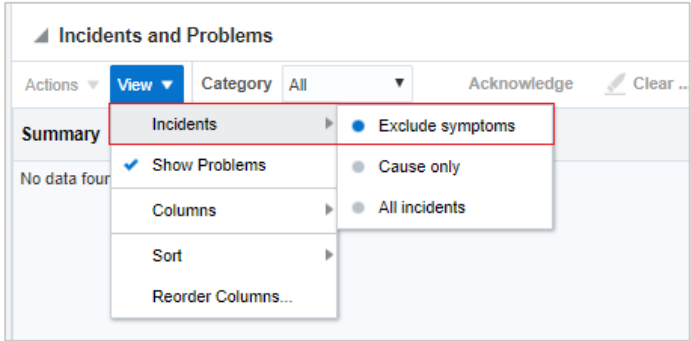 Incidents and Problems
Actions View Category All Acknowledge Clear ...
Summary Incidents Exclude symptoms
No data four Show Problems Cause only
Columns All incidents
Sort
Reorder Columns...